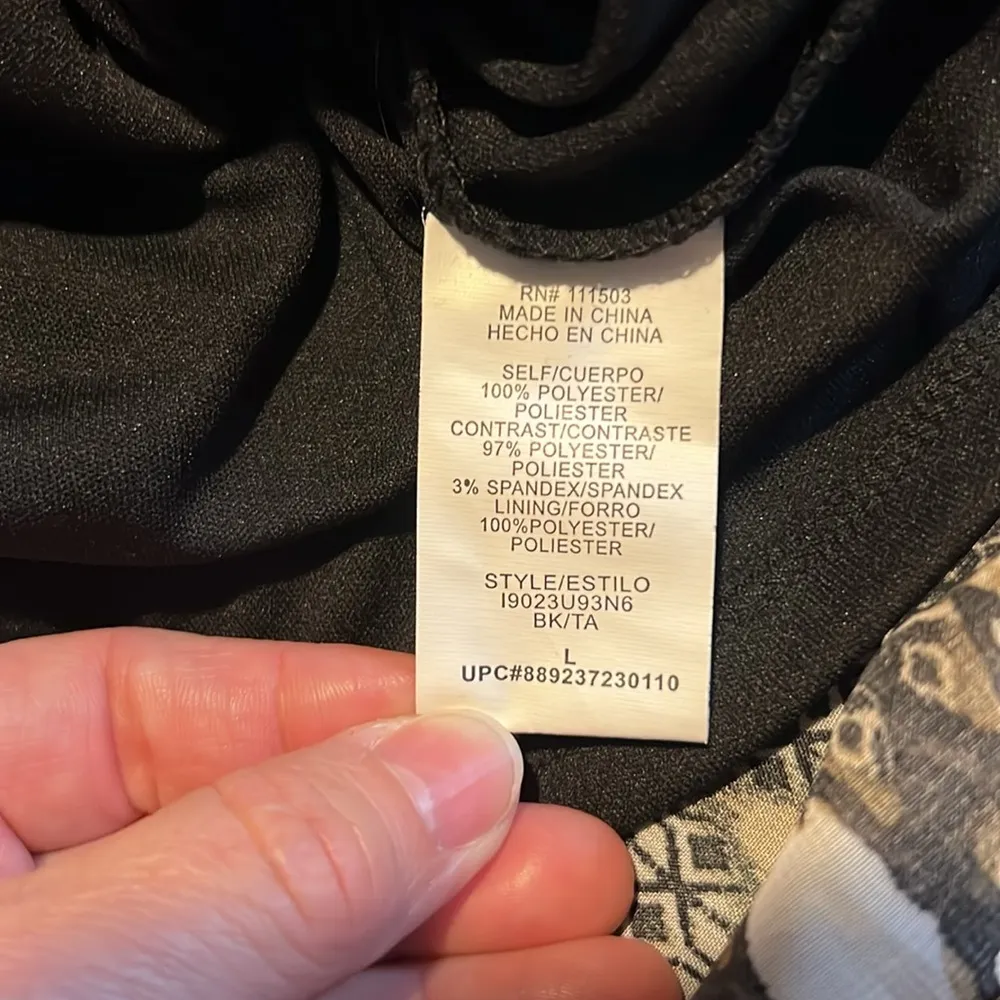 RN# 111503
MADE IN CHINA
HECHO EN CHINA
SELF/CUERPO
100% POLYESTER/
POLIESTER
CONTRAST/CONTRASTE
97% POLYESTER/
POLIESTER
3% SPANDEX/SPANDEX
LINING/FORRO
100%POLYESTER/
POLIESTER
STYLE/ESTILO
I9023U93N6
BK/TA
L
UPC#889237230110